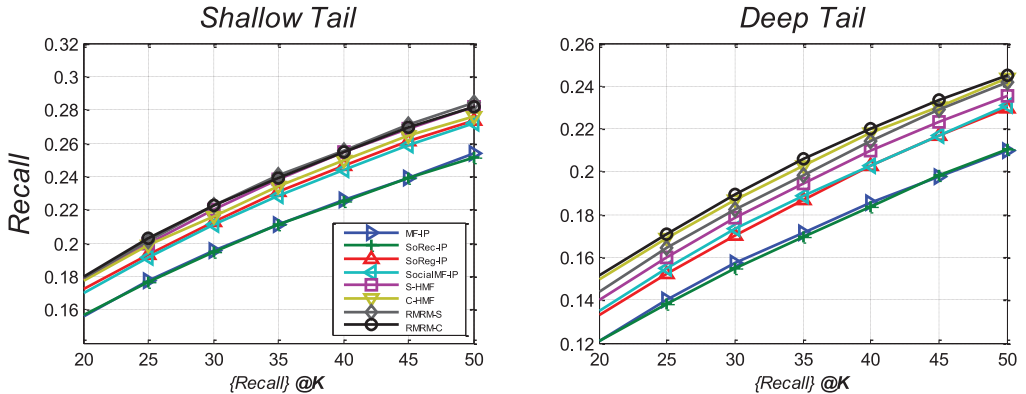 Shallow Tail
0.32
0.3
0.28
0.26
0.24
0.22
0.2
0.18
0.16
Recall
20 25 30 35 40 45 50
{Recall} @K
MF-IP
SoRec-IP
SoReg-IP
SocialMF-IP
S-HMF
C-HMF
RMRM-S
RMRM-C
Deep Tail
0.26
0.24
0.22
0.2
0.18
0.16
0.14
0.12
20 25 30 35 40 45 50
{Recall} @K